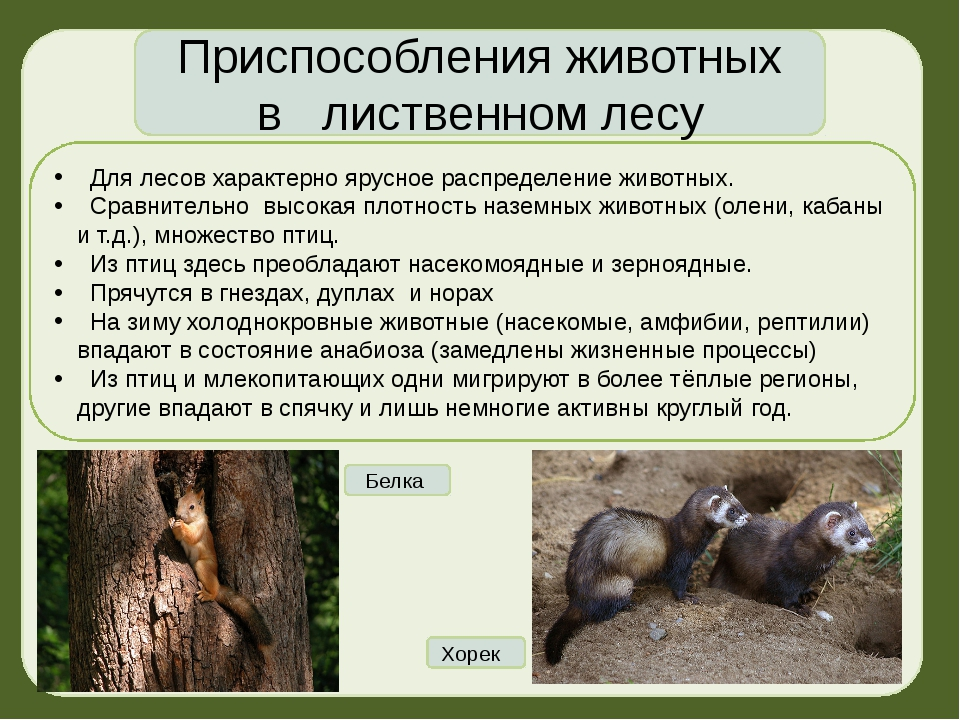 Приспособления животных
в лиственном лесу
• Для лесов характерно ярусное распределение животных.
• Сравнительно высокая плотность наземных животных (олени, кабаны
и т.д.), множество птиц.
• Из птиц здесь преобладают насекомоядные и зерноядные.
• Прячутся в гнездах, дуплах и норах
• На зиму холоднокровные животные (насекомые, амфибии, рептилии)
впадают в состояние анабиоза (замедлены жизненные процессы)
• Из птиц и млекопитающих одни мигрируют в более тёплые регионы,
другие впадают в спячку и лишь немногие активны круглый год.
Белка
Хорек